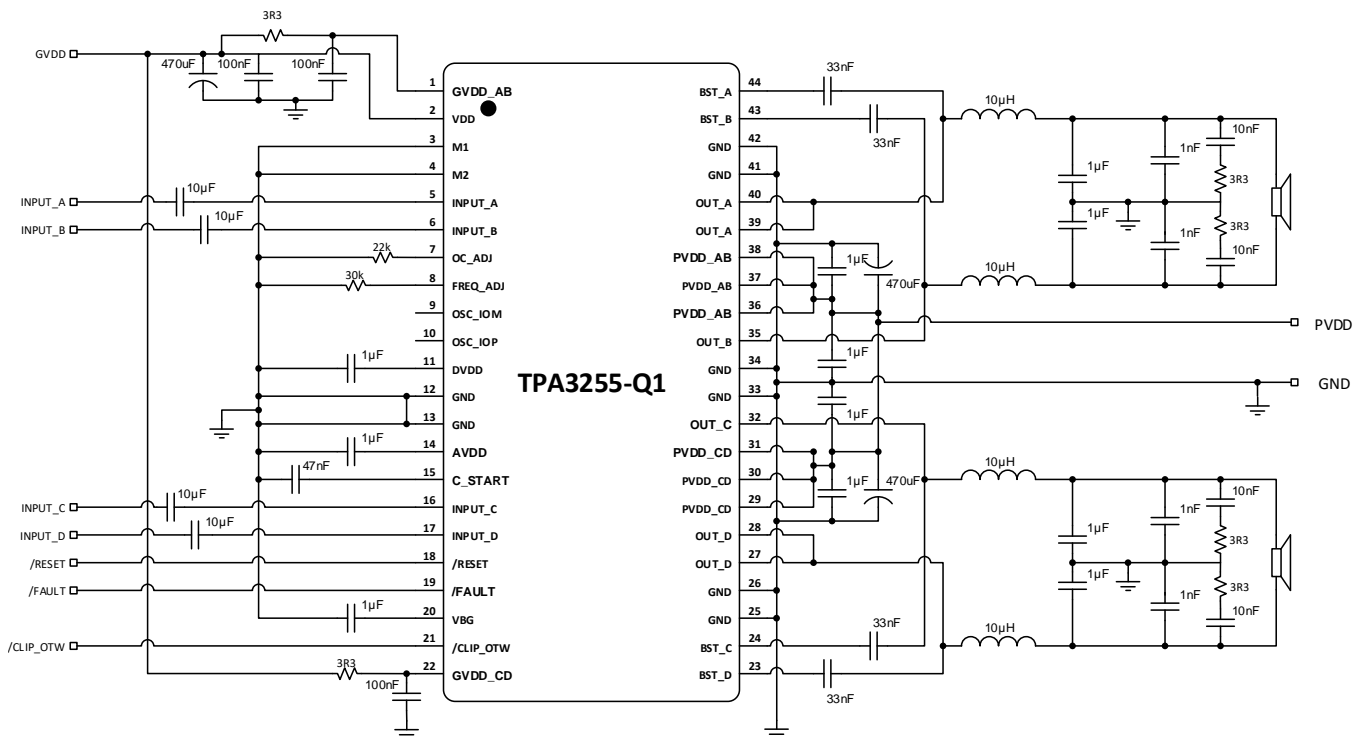 3R3
GVDD
470uF
100nF
100nF
1
GVDD_AB
2
VDD
3
M1
4
M2
INPUT_A
10µF
5
INPUT_A
INPUT_B
10µF
6
INPUT_B
22k
7
OC_ADJ
30k
8
FREQ_ADJ
9
OSC_IOM
10
OSC_IOP
1µF
11
DVDD
12
GND
13
GND
1µF
14
AVDD
47nF
15
C_START
INPUT_C
10µF
16
INPUT_C
INPUT_D
10µF
17
INPUT_D
/RESET
18
/RESET
/FAULT
19
/FAULT
1µF
20
VBG
/CLIP_OTW
21
/CLIP_OTW
3R3
22
GVDD_CD
100nF
TPA3255-Q1
BST_A
44
33nF
BST_B
43
33nF
GND
42
GND
41
OUT_A
40
OUT_A
39
PVDD_AB
38
PVDD_AB
37
PVDD_AB
36
OUT_B
35
GND
34
GND
33
OUT_C
32
PVDD_CD
31
PVDD_CD
30
PVDD_CD
29
OUT_D
28
OUT_D
27
GND
26
GND
25
BST_C
24
33nF
BST_D
23
33nF
1µF
470uF
1µF
1µF
1µF
470uF
10µH
10nF
1nF
1µF
3R3
1µF
3R3
1nF
10nF
10µH
PVDD
GND
10µH
10nF
1nF
1µF
3R3
1µF
3R3
1nF
10nF
10µH